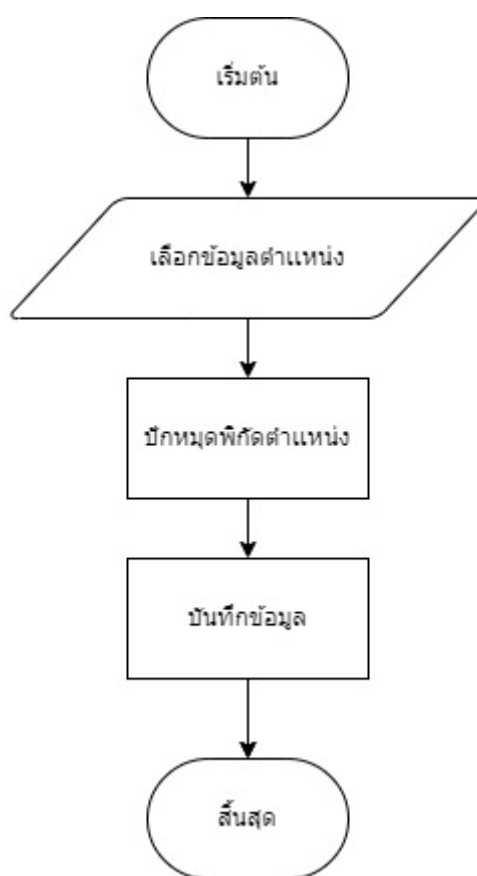 เริ่มต้น
เลือกข้อมูลตำแหน่ง
ปักหมุดพิกัดตำแหน่ง
บันทึกข้อมูล
สิ้นสุด